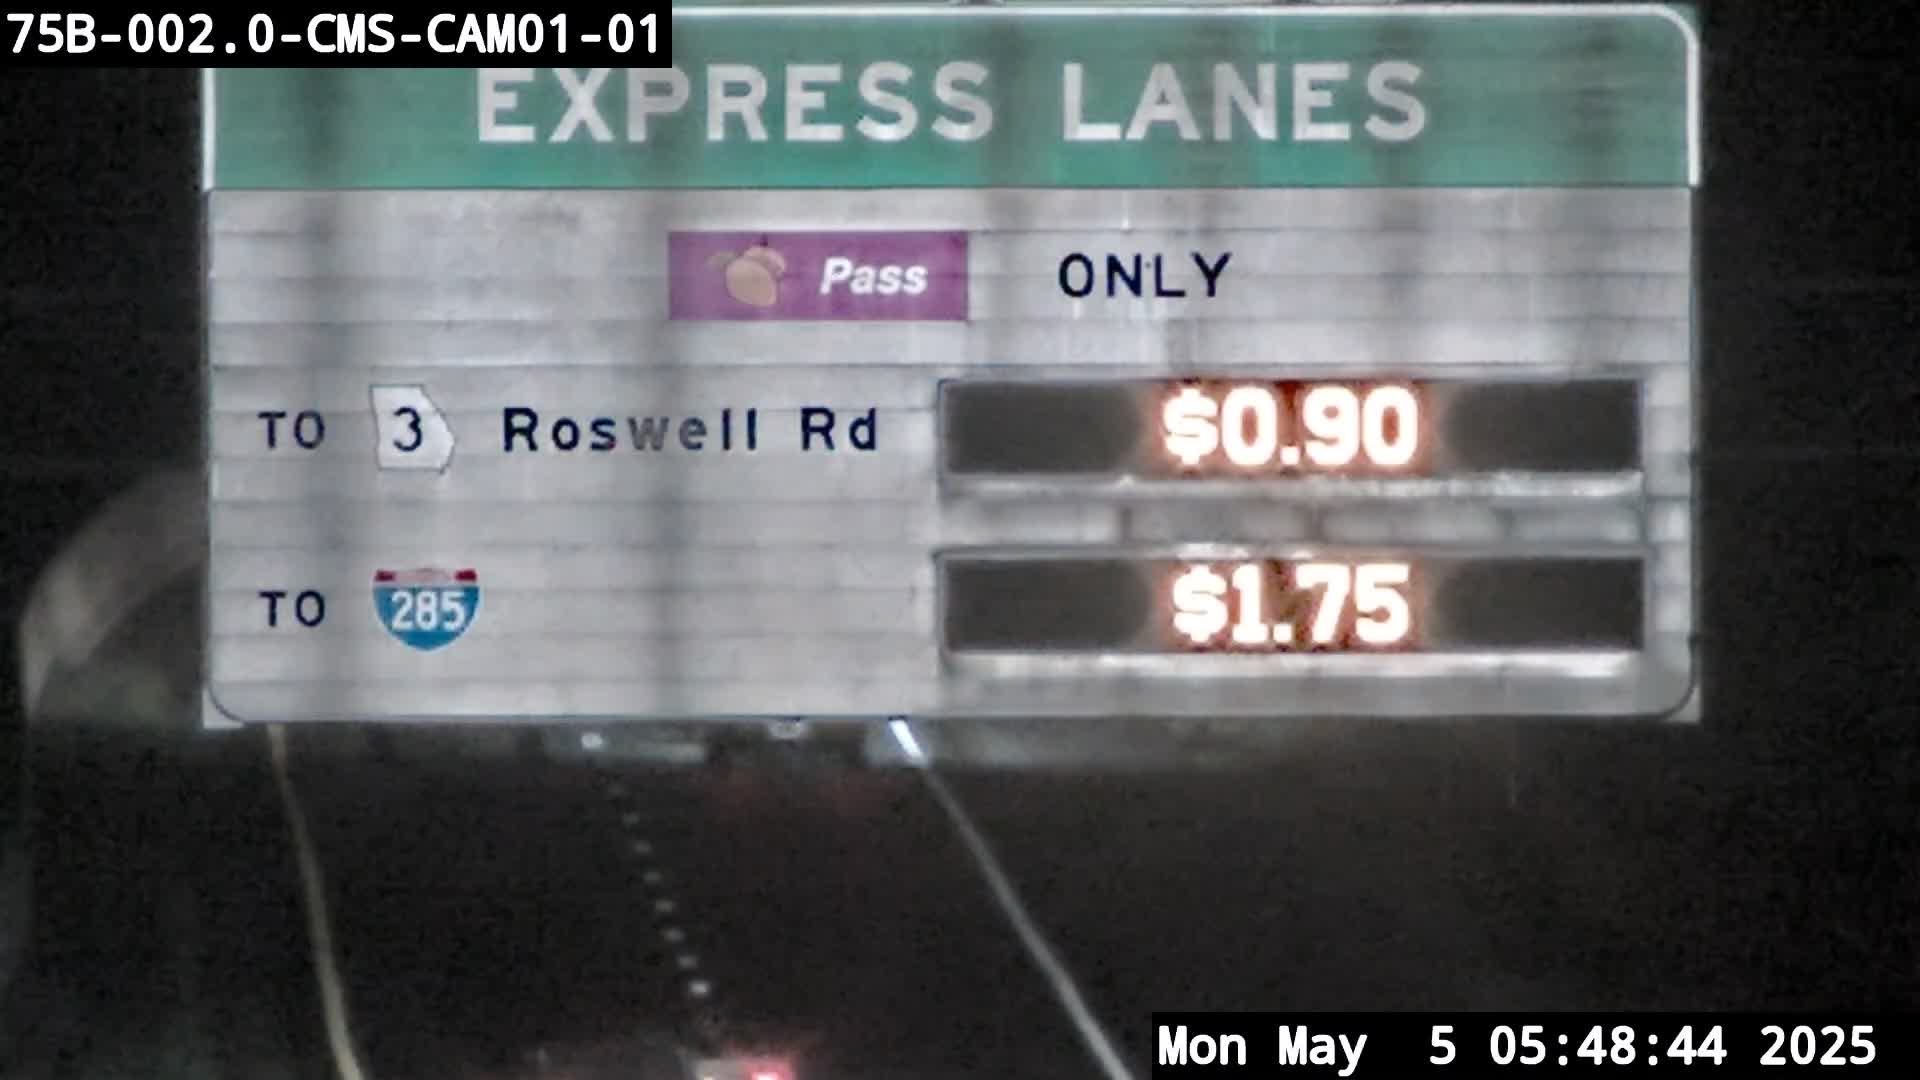 75B-002.0-CMS-CAM01-01
EXPRESS LANES
Pass ONLY
TO 3 Roswell Rd $0.90
TO 285 $1.75
Mon May 5 05:48:44 2025